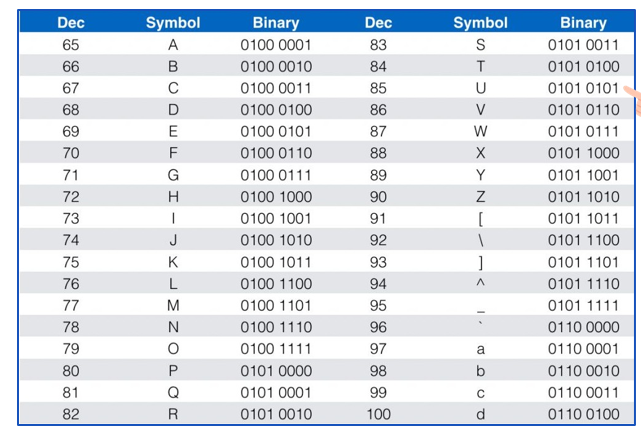 Dec Symbol Binary Dec Symbol Binary
65 A 0100 0001 83 S 0101 0011
66 B 0100 0010 84 T 0101 0100
67 C 0100 0011 85 U 0101 0101
68 D 0100 0100 86 V 0101 0110
69 E 0100 0101 87 W 0101 0111
70 F 0100 0110 88 X 0101 1000
71 G 0100 0111 89 Y 0101 1001
72 H 0100 1000 90 Z 0101 1010
73 I 0100 1001 91 [ 0101 1011
74 J 0100 1010 92 \ 0101 1100
75 K 0100 1011 93 ] 0101 1101
76 L 0100 1100 94 ^ 0101 1110
77 M 0100 1101 95 _ 0101 1111
78 N 0100 1110 96 ` 0110 0000
79 O 0100 1111 97 a 0110 0001
80 P 0101 0000 98 b 0110 0010
81 Q 0101 0001 99 c 0110 0011
82 R 0101 0010 100 d 0110 0100